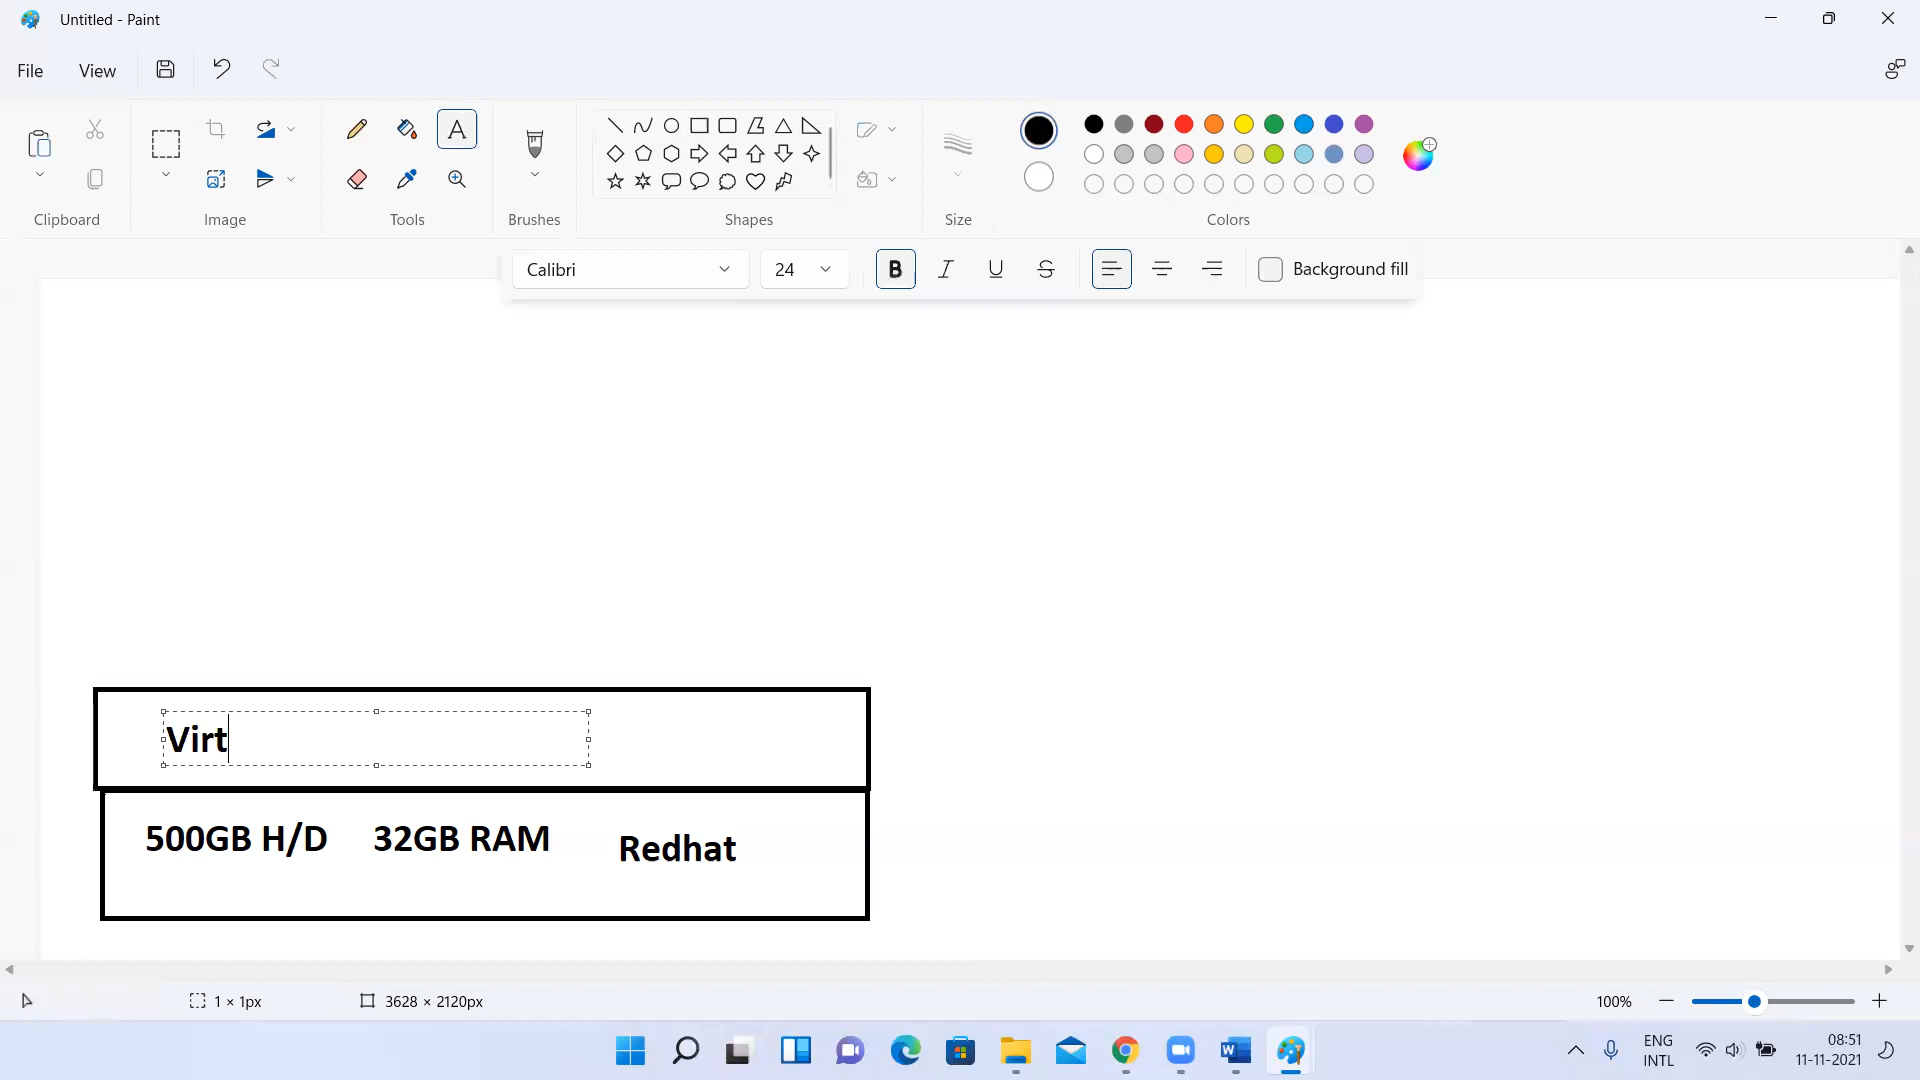 Untitled - Paint
File View
Clipboard Image Tools Brushes Shapes Size Colors
Calibri 24 B I U S Background fill
Virt
500GB H/D 32GB RAM Redhat
1 × 1px 3628 × 2120px 100%
ENG 08:51
INTL 11-11-2021